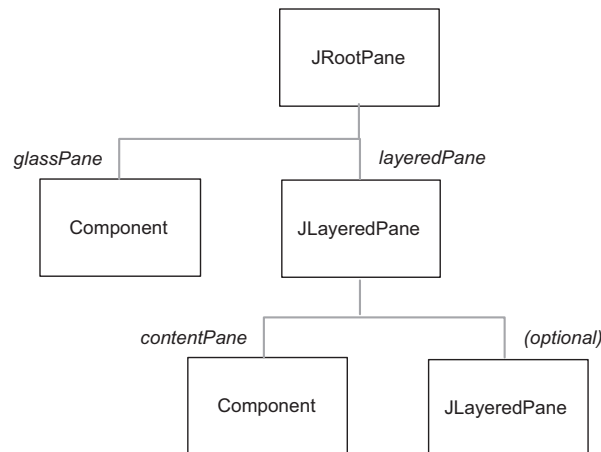 JRootPane
glassPane
layeredPane
Component
JLayeredPane
contentPane
(optional)
Component
JLayeredPane